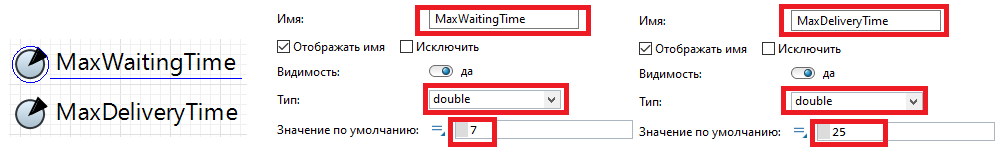 MaxWaitingTime
MaxDeliveryTime
Имя: MaxWaitingTime
Отображать имя Исключить
Видимость: да
Тип: double
Значение по умолчанию: 7
Имя: MaxDeliveryTime
Отображать имя Исключить
Видимость: да
Тип: double
Значение по умолчанию: 25